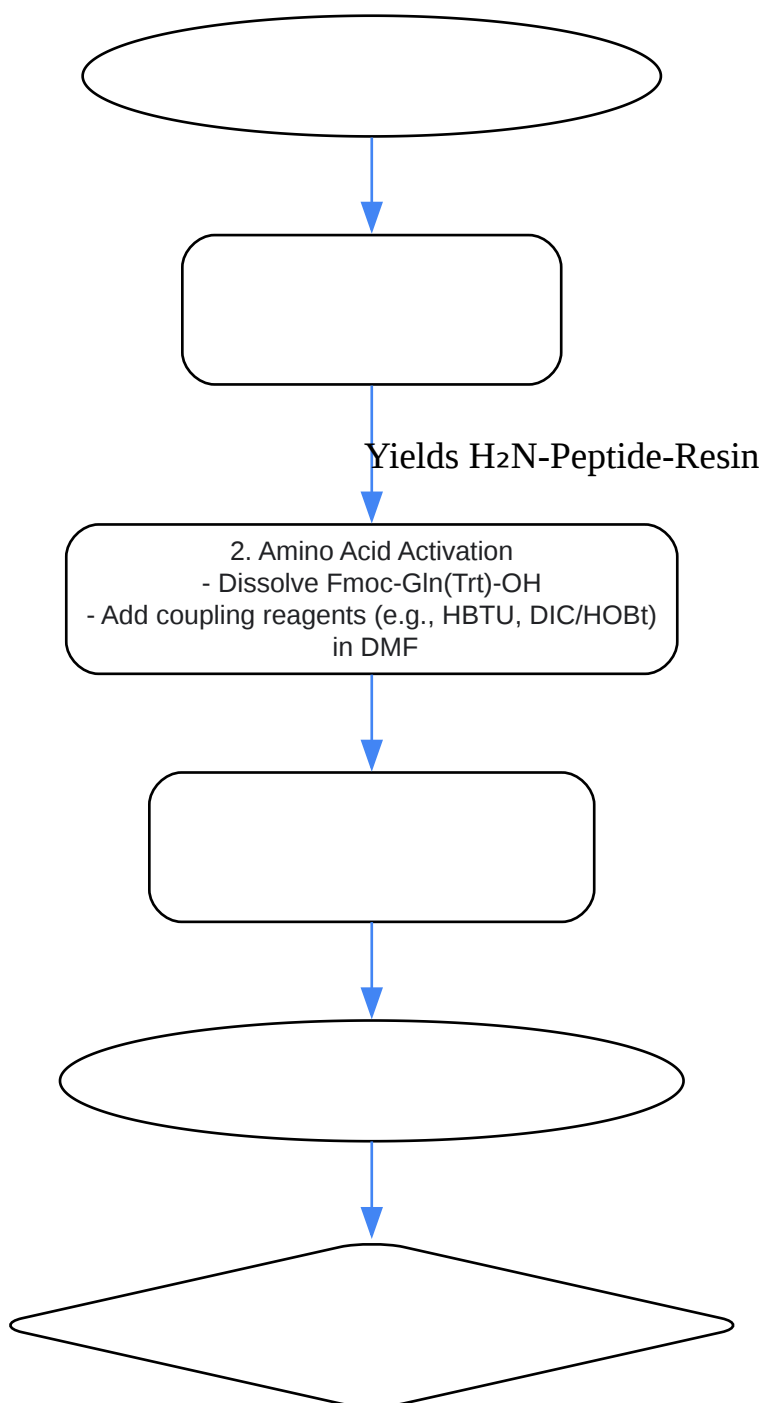 Yields H₂N-Peptide-Resin
2. Amino Acid Activation
- Dissolve Fmoc-Gln(Trt)-OH
- Add coupling reagents (e.g., HBTU, DIC/HOBt)
in DMF